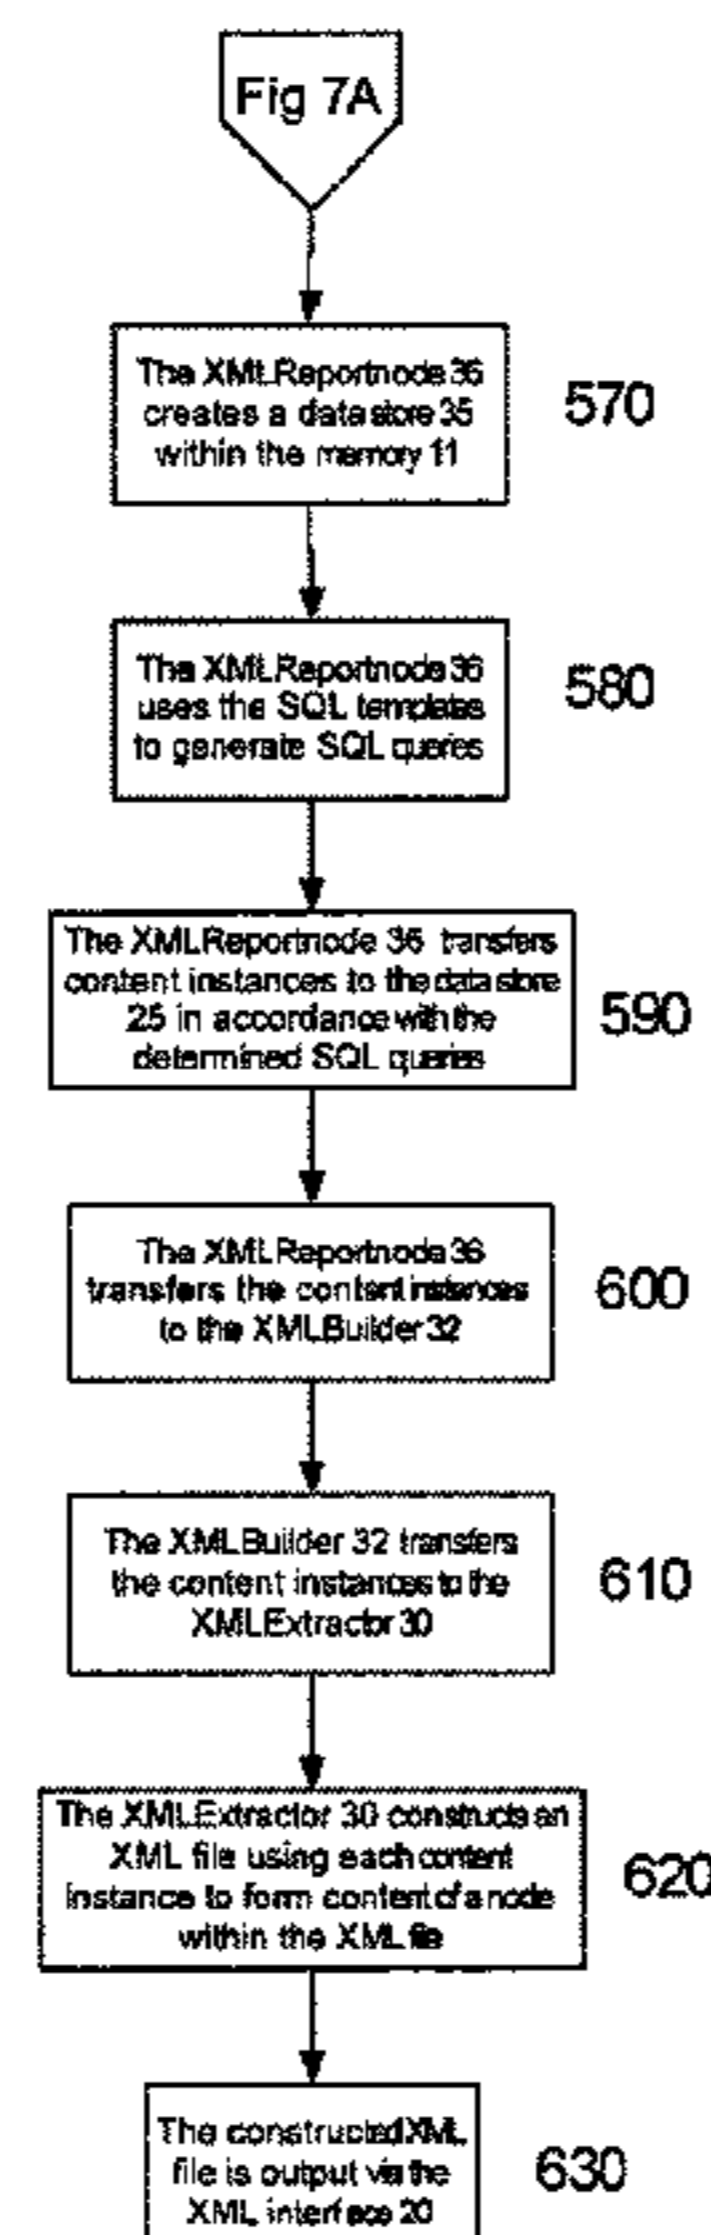 Fig 7A
The XMLReportnode 36
creates a data store 35
within the memory 11
570
The XMLReportnode 36
uses the SQL templates
to generate SQL queries
580
The XMLReportnode 36 transfers
content instances to the data store
25 in accordance with the
determined SQL queries
590
The XMLReportnode 36
transfers the content instances
to the XMLBuilder 32
600
The XMLBuilder 32 transfers
the content instances to the
XMLExtractor 30
610
The XMLExtractor 30 constructs an
XML file using each content
instance to form content of a node
within the XML file
620
The constructed XML
file is output via the
XML interface 20
630